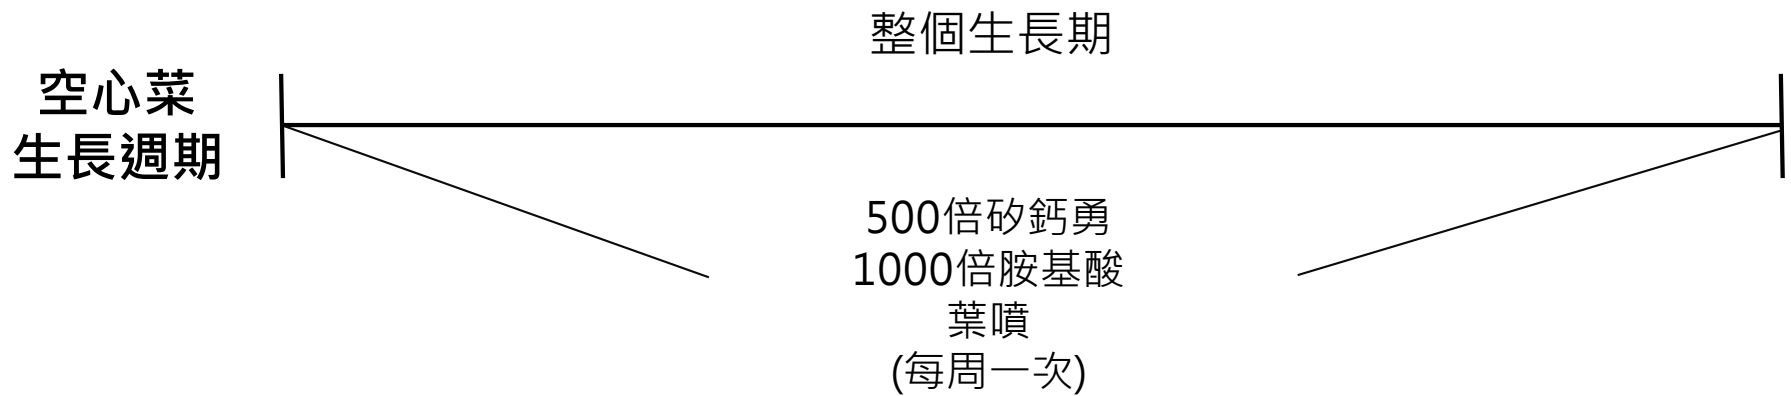 整個生長期
空心菜
生長週期
500倍矽鈣勇
1000倍胺基酸
葉噴
(每周一次)